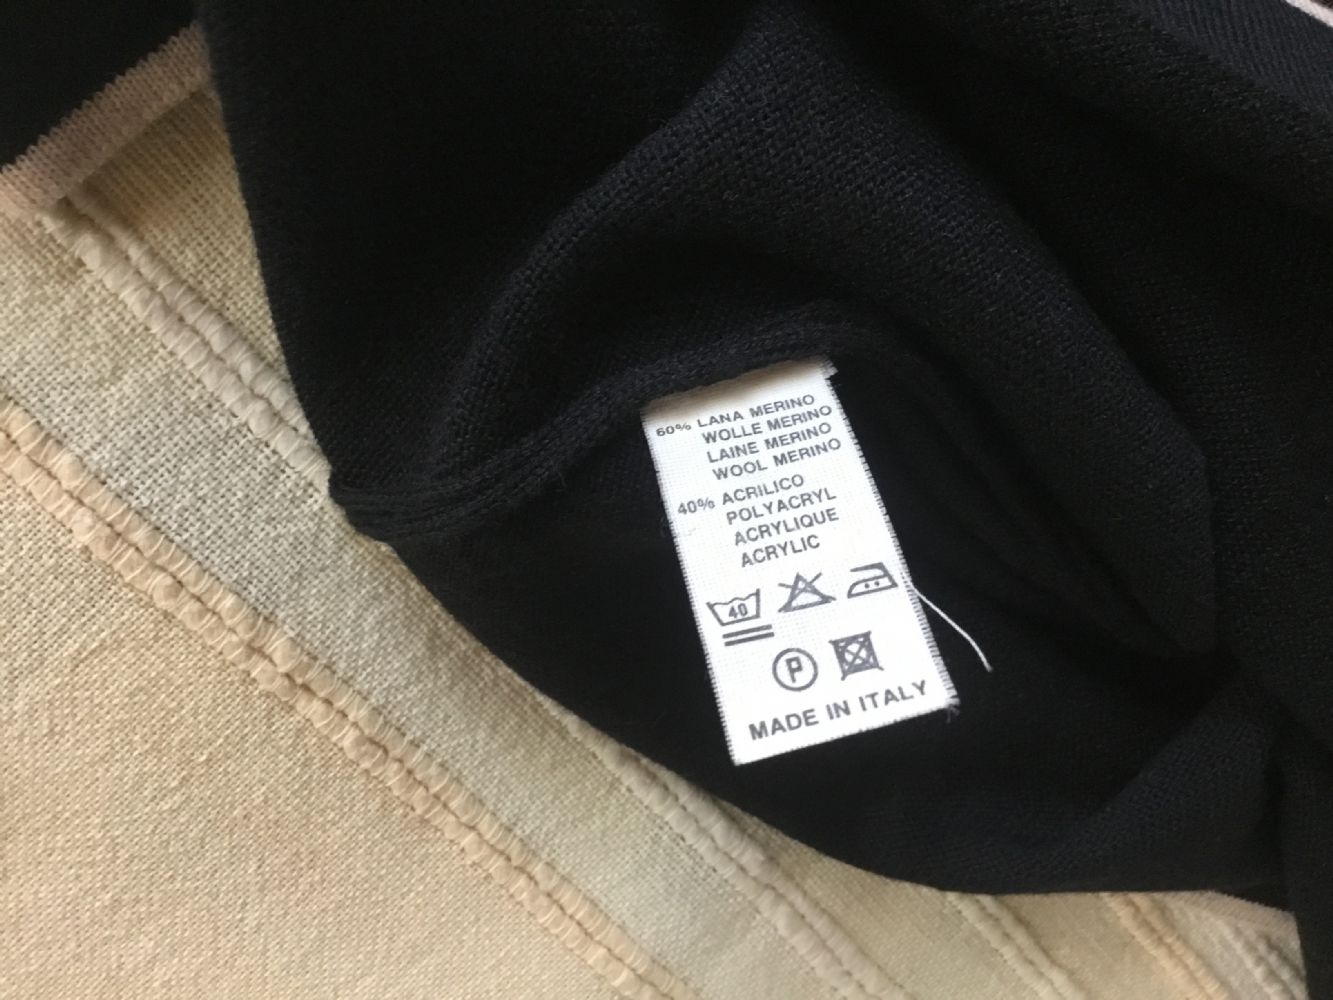 60% LANA MERINO
WOLLE MERINO
LAINE MERINO
WOOL MERINO
40% ACRILICO
POLYACRYL
ACRYLIQUE
ACRYLIC
40
P
MADE IN ITALY